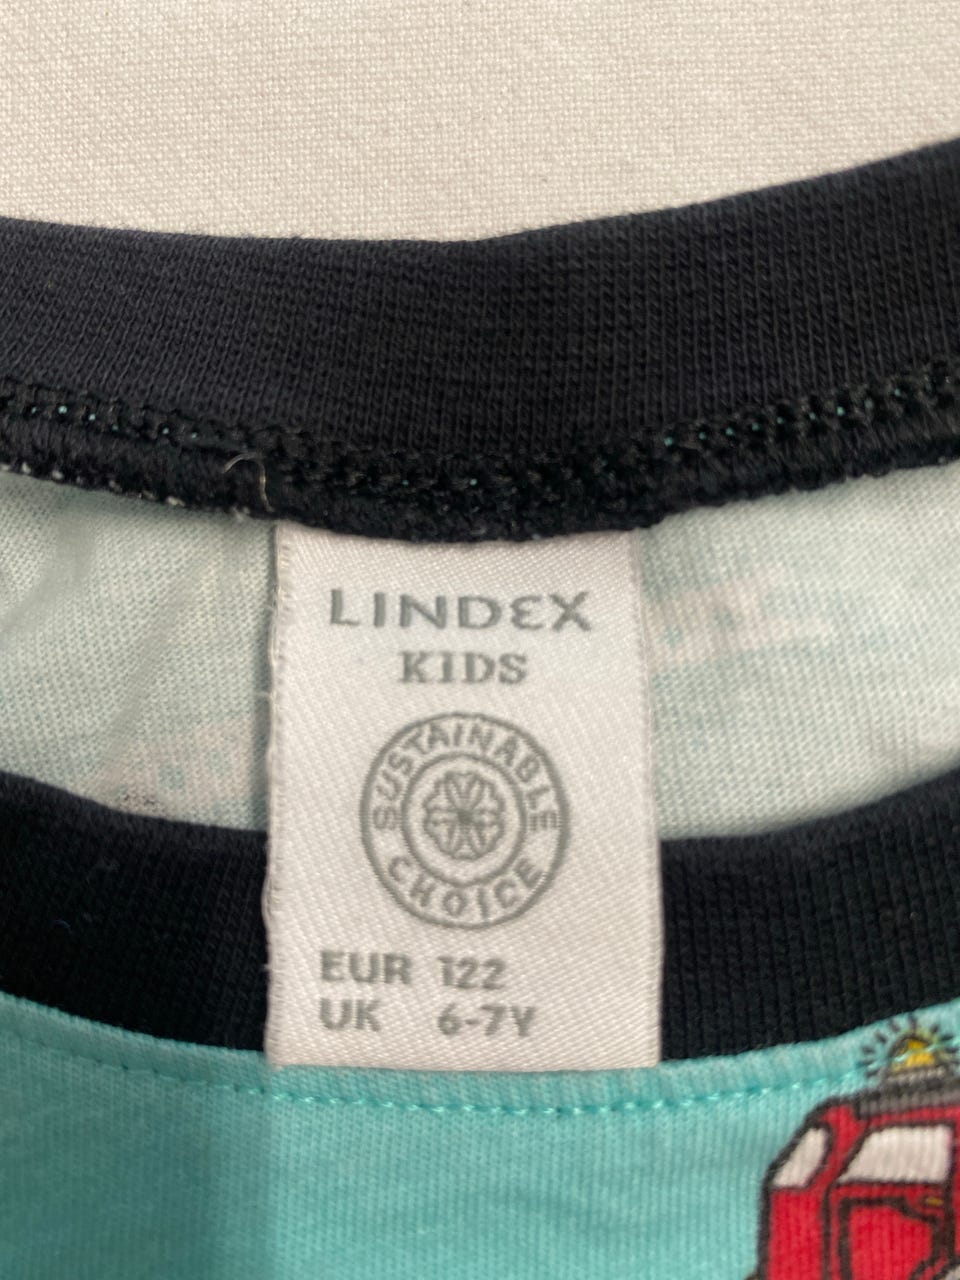 LINDEX
KIDS
SUSTAINABLE
CHOICE
EUR 122
UK 6-7Y